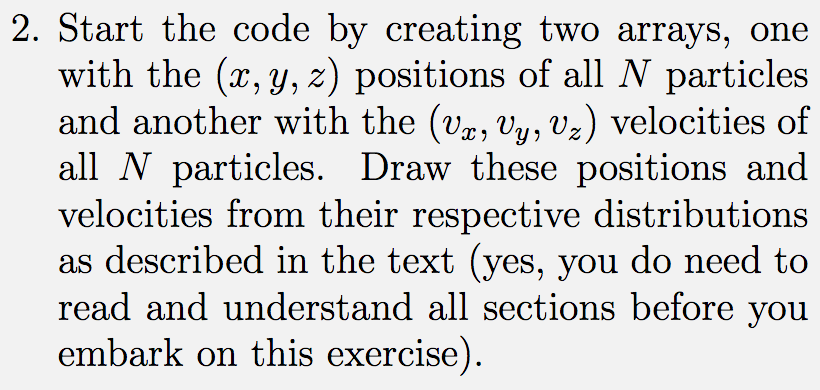 2. Start the code by creating two arrays, one
with the (x, y, z) positions of all N particles
and another with the (vₓ, v_y, v_z) velocities of
all N particles. Draw these positions and
velocities from their respective distributions
as described in the text (yes, you do need to
read and understand all sections before you
embark on this exercise).